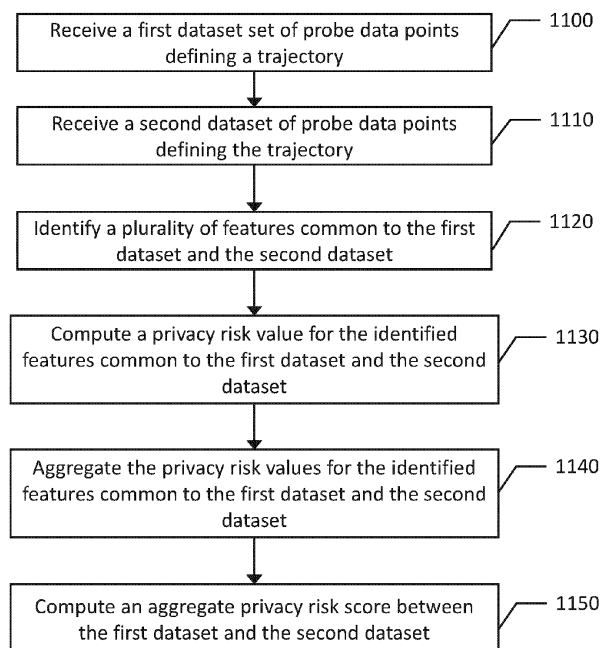 Receive a first dataset set of probe data points
defining a trajectory
1100
Receive a second dataset of probe data points
defining the trajectory
1110
Identify a plurality of features common to the first
dataset and the second dataset
1120
Compute a privacy risk value for the identified
features common to the first dataset and the second
dataset
1130
Aggregate the privacy risk values for the identified
features common to the first dataset and the second
dataset
1140
Compute an aggregate privacy risk score between
the first dataset and the second dataset
1150